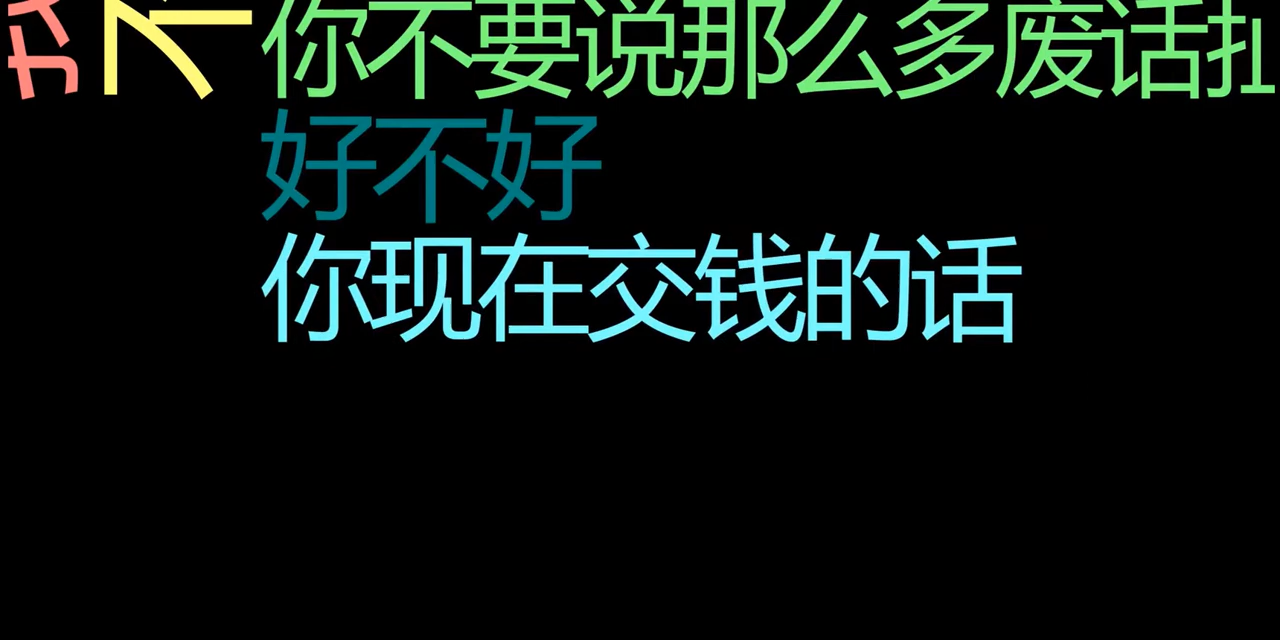 你不要说那么多废话
好不好
你现在交钱的话